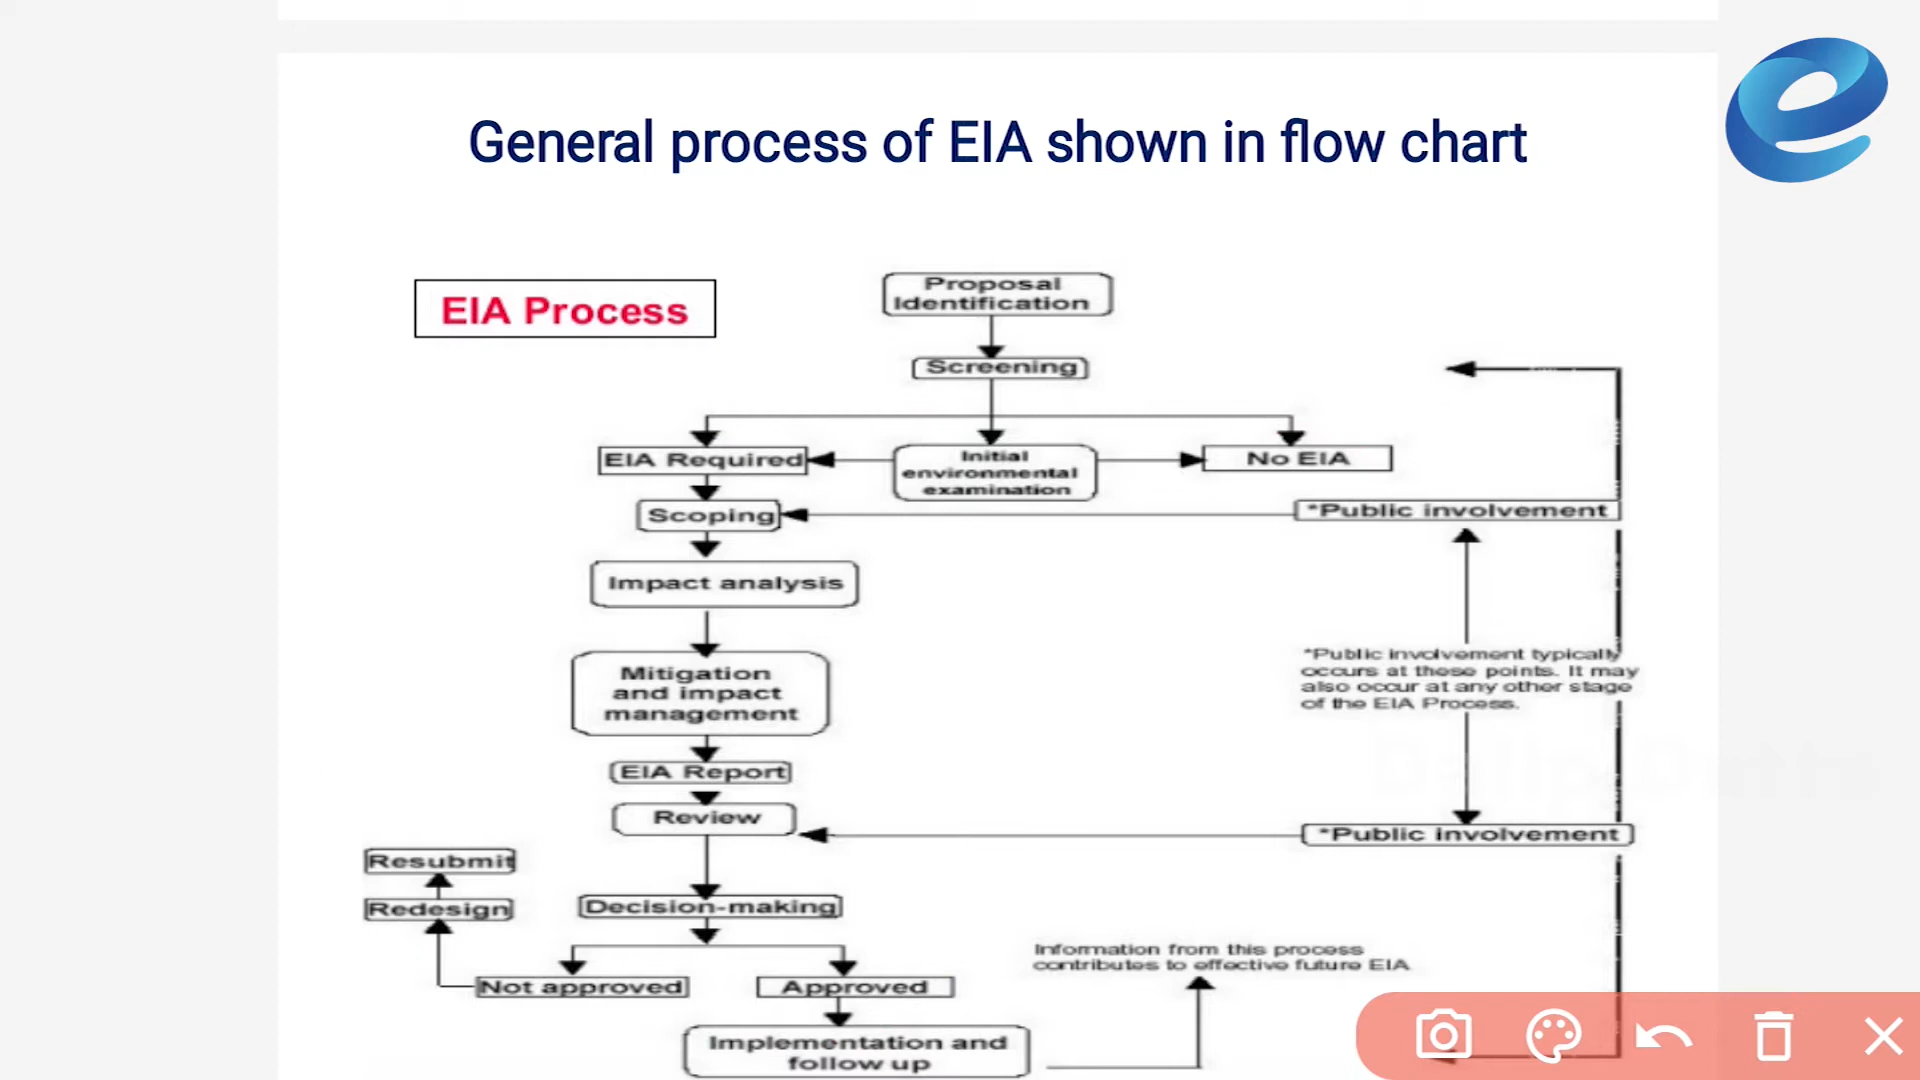 General process of EIA shown in flow chart
EIA Process
Proposal
Identification
Screening
EIA Required
Initial
environmental
examination
No EIA
Scoping
*Public involvement
Impact analysis
Mitigation
and impact
management
*Public involvement typically
occurs at these points. It may
also occur at any other stage
of the EIA Process.
EIA Report
Review
*Public involvement
Resubmit
Redesign
Decision-making
Information from this process
contributes to effective future EIA
Not approved
Approved
Implementation and
follow up